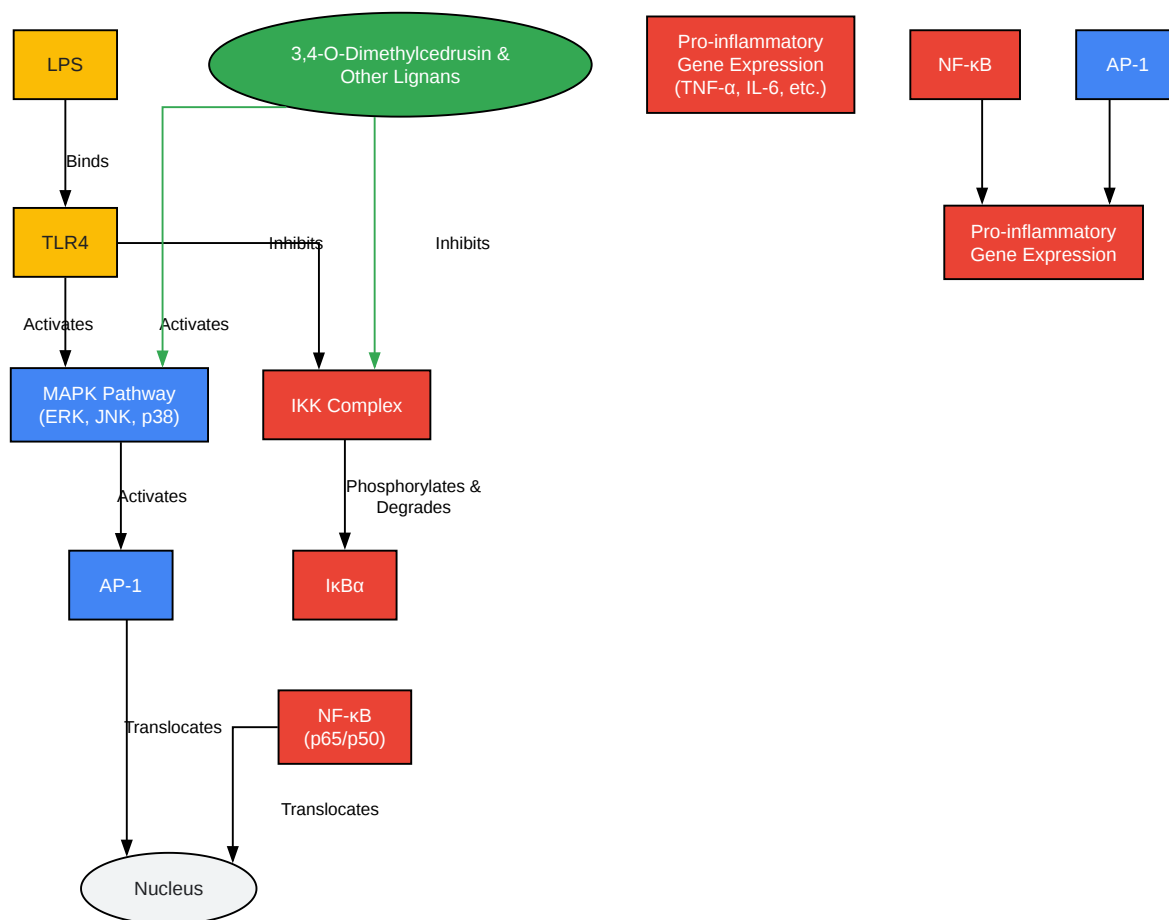 LPS
3,4-O-Dimethylcedrusin &
Other Lignans
Pro-inflammatory
Gene Expression
(TNF-α, IL-6, etc.)
NF-κB
AP-1
Binds
TLR4
Inhibits
Inhibits
Pro-inflammatory
Gene Expression
Activates
Activates
MAPK Pathway
(ERK, JNK, p38)
IKK Complex
Activates
Phosphorylates &
Degrades
AP-1
IκBα
NF-κB
(p65/p50)
Translocates
Translocates
Nucleus